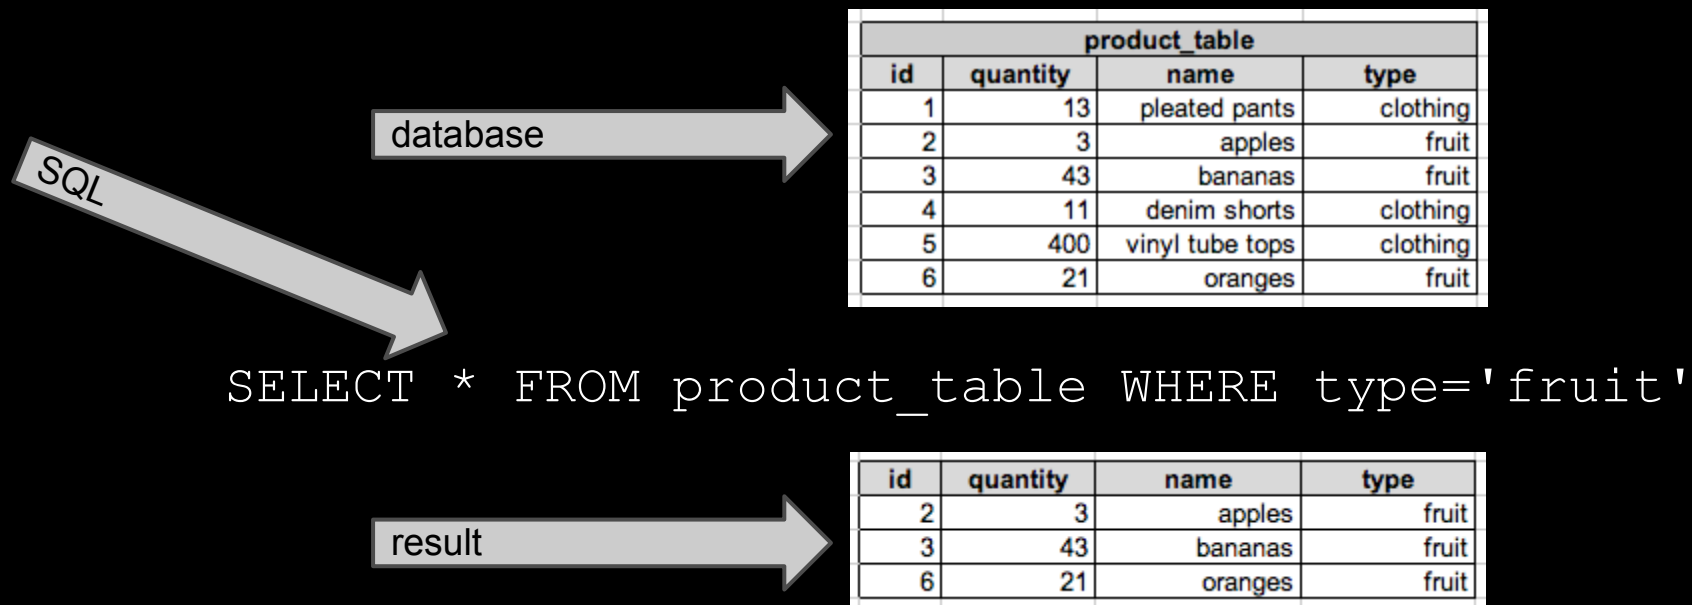 product_table
id quantity name type
1 13 pleated pants clothing
database
2 3 apples fruit
3 43 bananas fruit
SQL
4 11 denim shorts clothing
5 400 vinyl tube tops clothing
6 21 oranges fruit
SELECT * FROM product_table WHERE type='fruit'
id quantity name type
2 3 apples fruit
result
3 43 bananas fruit
6 21 oranges fruit